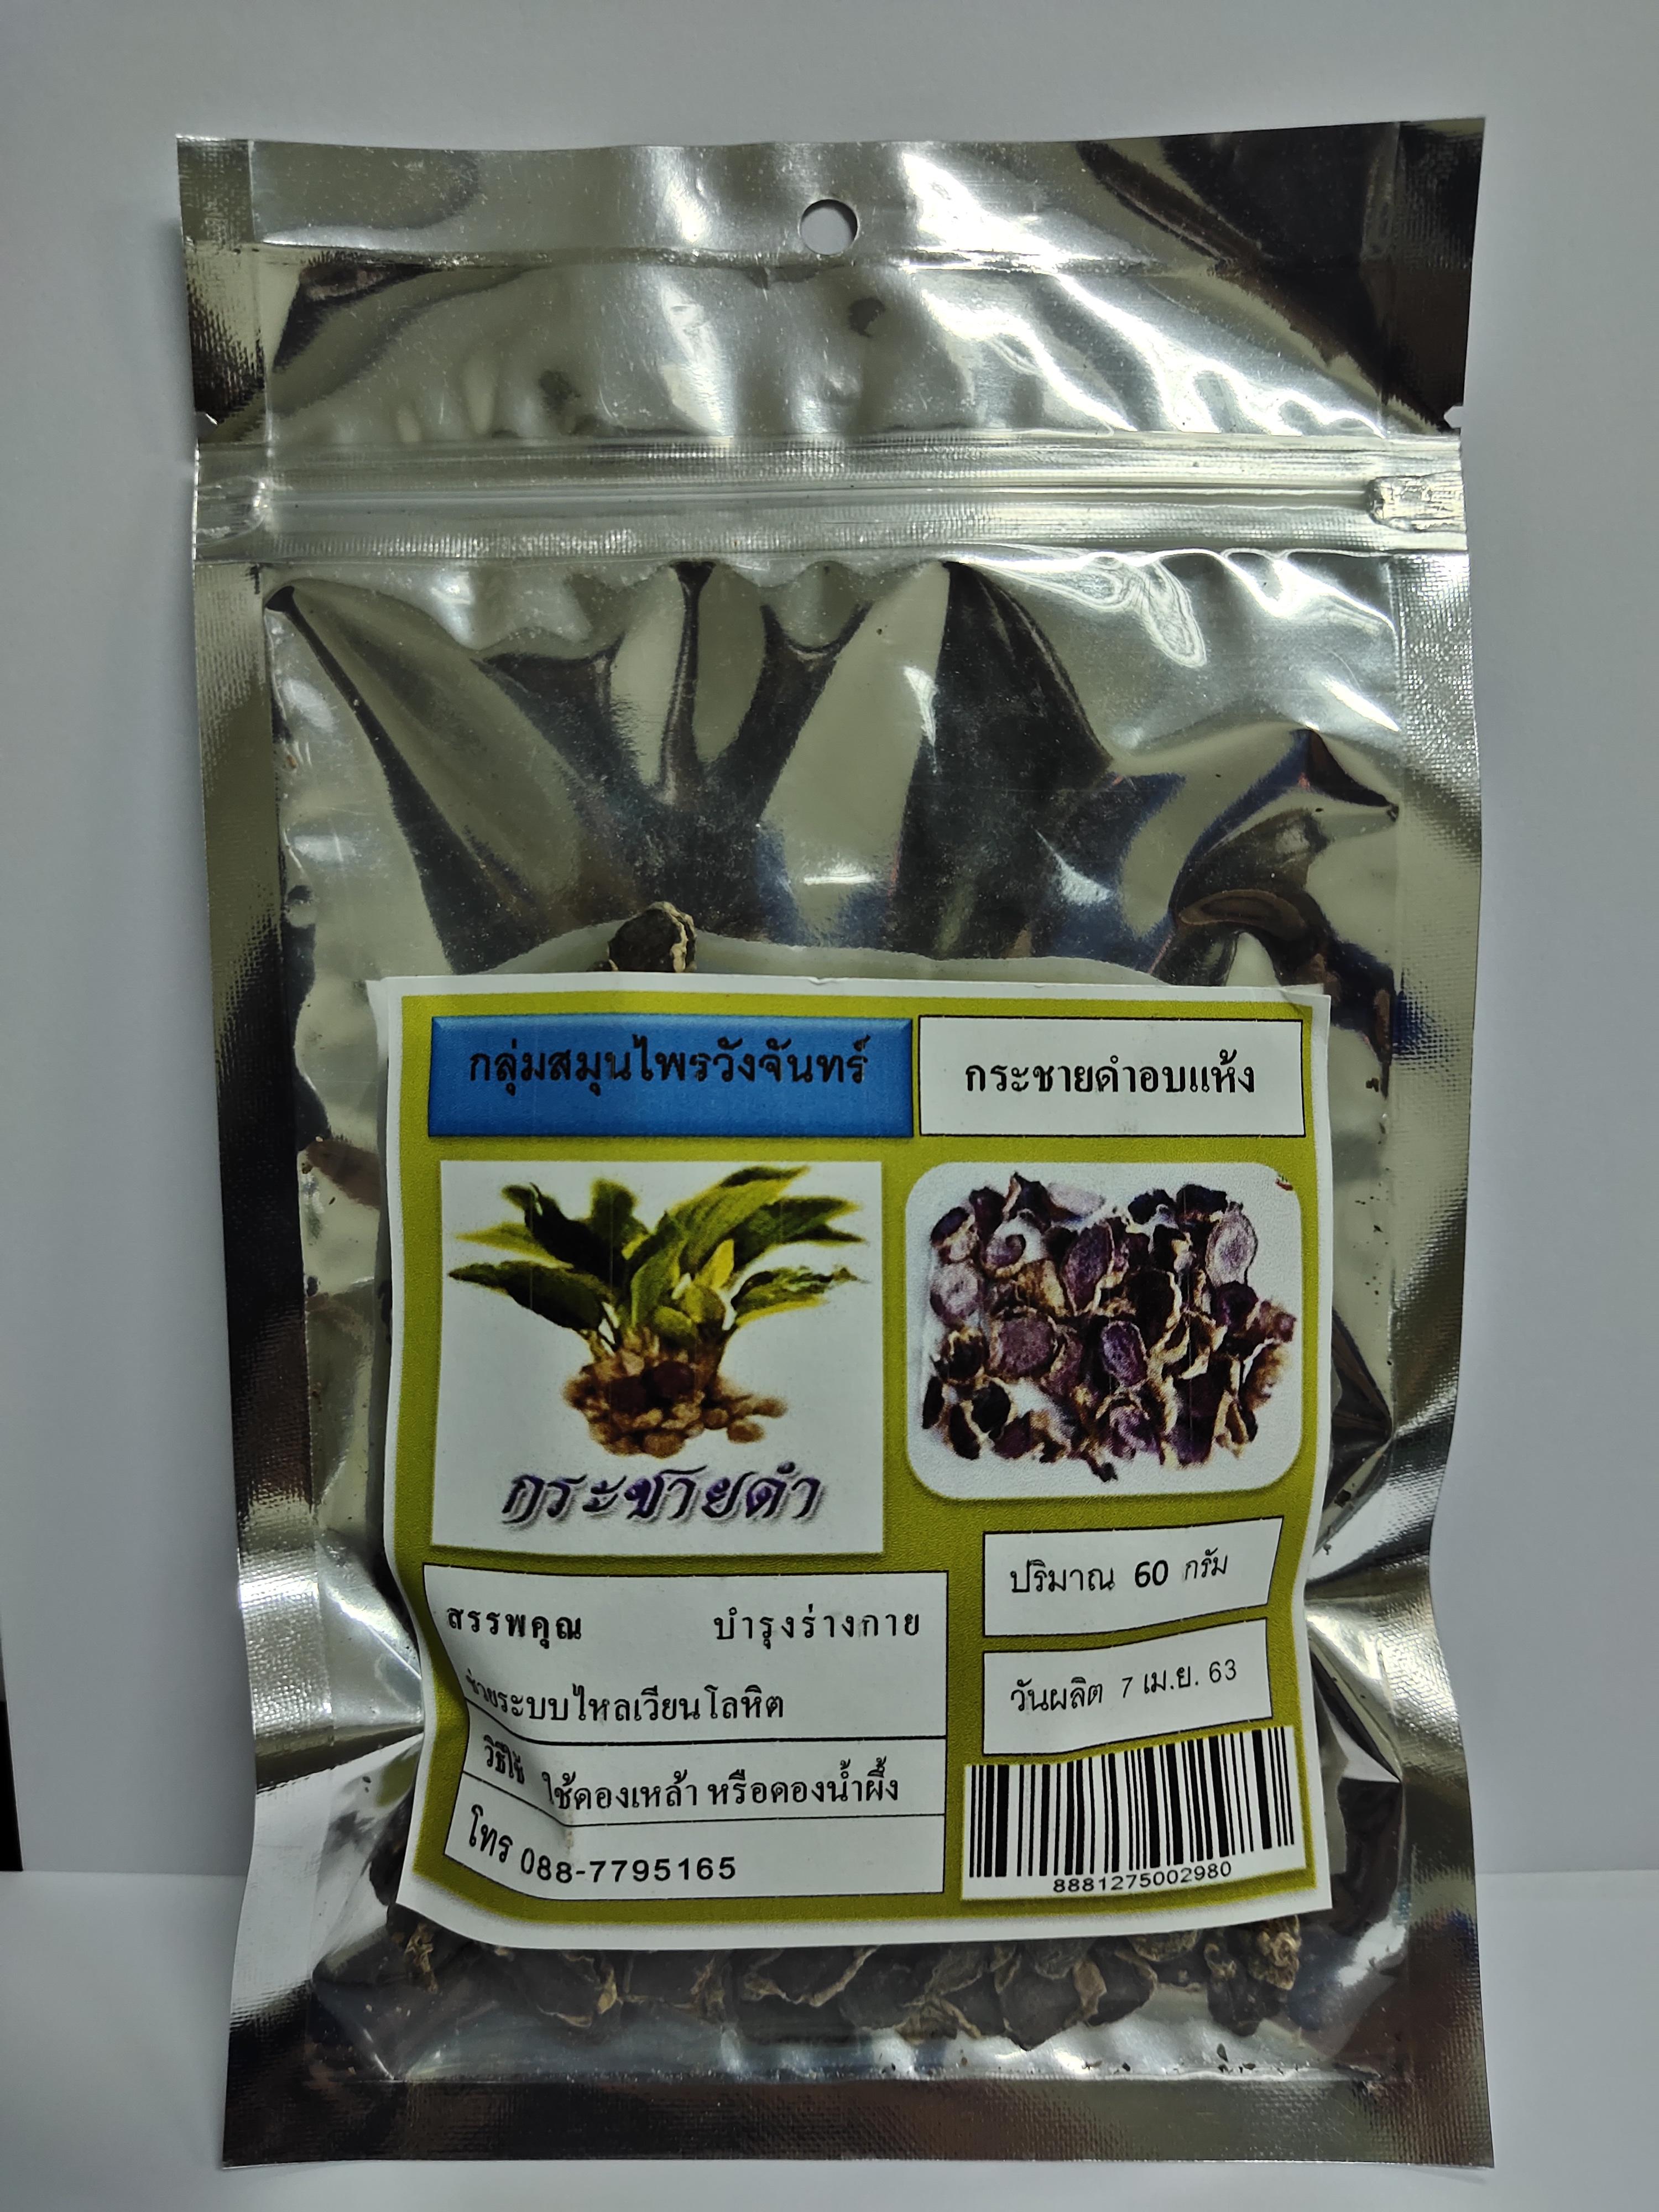 กลุ่มสมุนไพรวังจันทร์
กระชายดำอบแห้ง
กระชายดำ
สรรพคุณ บำรุงร่างกาย
ช่วยระบบไหลเวียนโลหิต
วิธีใช้ ใช้ดองเหล้า หรือดองน้ำผึ้ง
โทร 088-7795165
ปริมาณ 60 กรัม
วันผลิต 7 เม.ย. 63
8881275002980